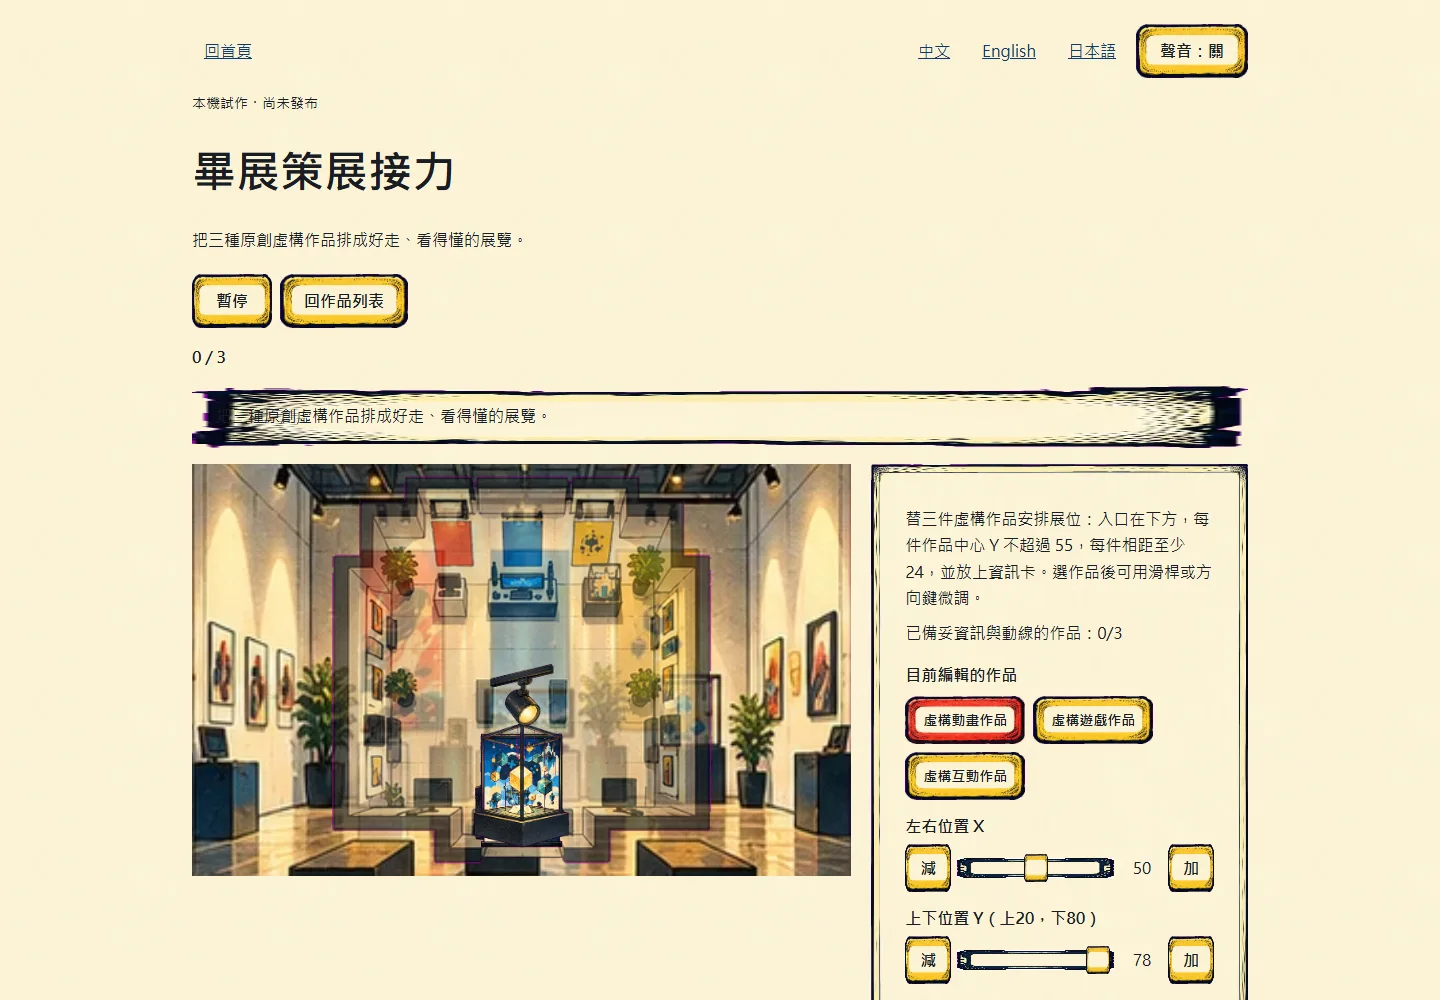 回首頁
中文 English 日本語 聲音：關
本機試作・尚未發布
畢展策展接力
把三種原創虛構作品排成好走、看得懂的展覽。
暫停 回作品列表
0 / 3
把三種原創虛構作品排成好走、看得懂的展覽。
替三件虛構作品安排展位：入口在下方，每
件作品中心 Y 不超過 55，每件相距至少
24，並放上資訊卡。選作品後可用滑桿或方
向鍵微調。
已備妥資訊與動線的作品：0/3
目前編輯的作品
虛構動畫作品 虛構遊戲作品
虛構互動作品
左右位置 X
減 50 加
上下位置 Y（上20，下80）
減 78 加